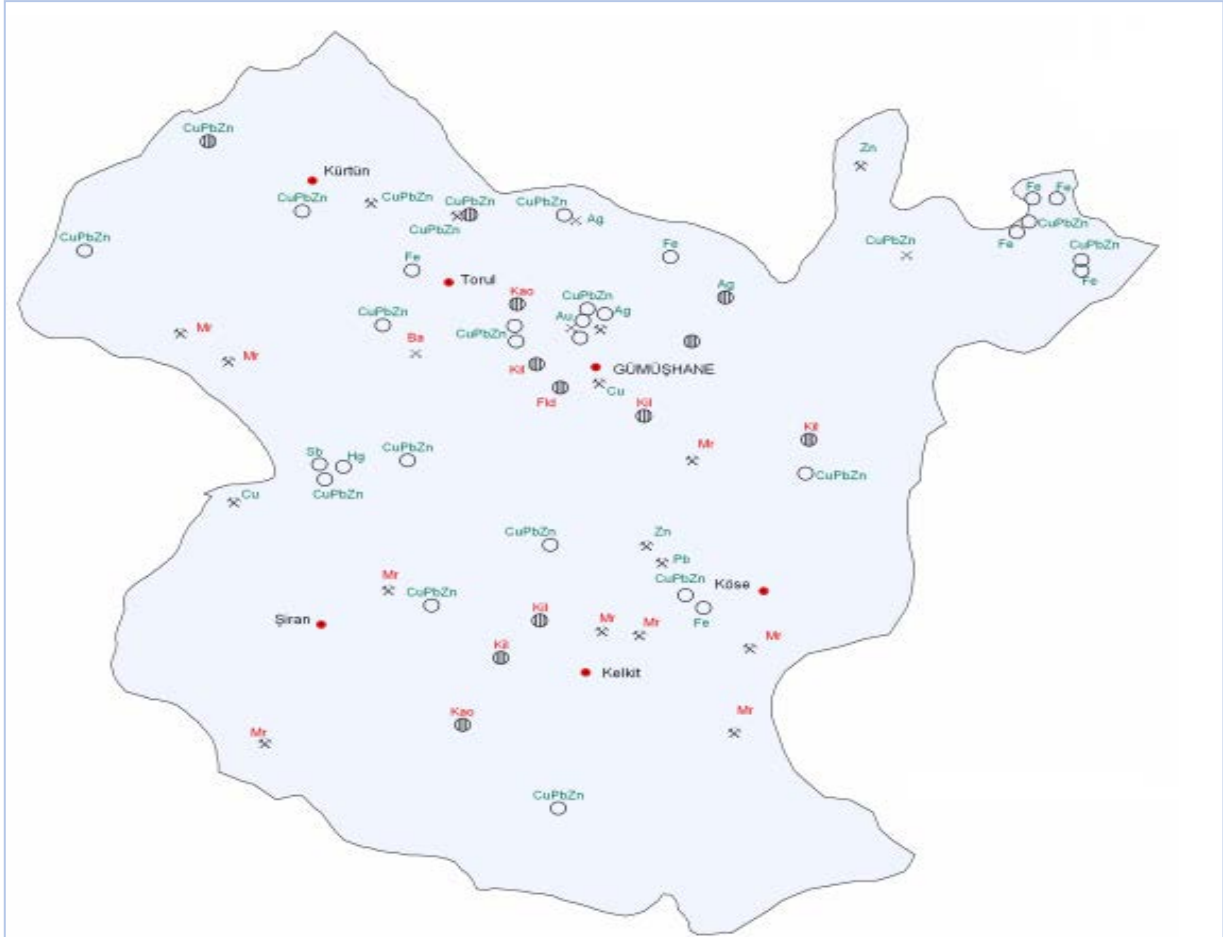 CuPbZn
Zn
Kürtün
Fe
Fe
CuPbZn
CuPbZn
CuPbZn
CuPbZn
Ag
CuPbZn
CuPbZn
Fe
CuPbZn
Fe
CuPbZn
CuPbZn
Fe
Fe
Torul
Ag
Kao
CuPbZn
Ag
Au
CuPbZn
Mr
CuPbZn
Ba
Mr
Kil
GÜMÜŞHANE
Cu
Fld
Kil
Kil
Mr
Sb
Hg
CuPbZn
CuPbZn
CuPbZn
Cu
CuPbZn
Zn
Pb
Mr
CuPbZn
CuPbZn
Köse
Kil
Şiran
Fe
Mr
Mr
Mr
Kil
Kelkit
Kao
Mr
Mr
CuPbZn